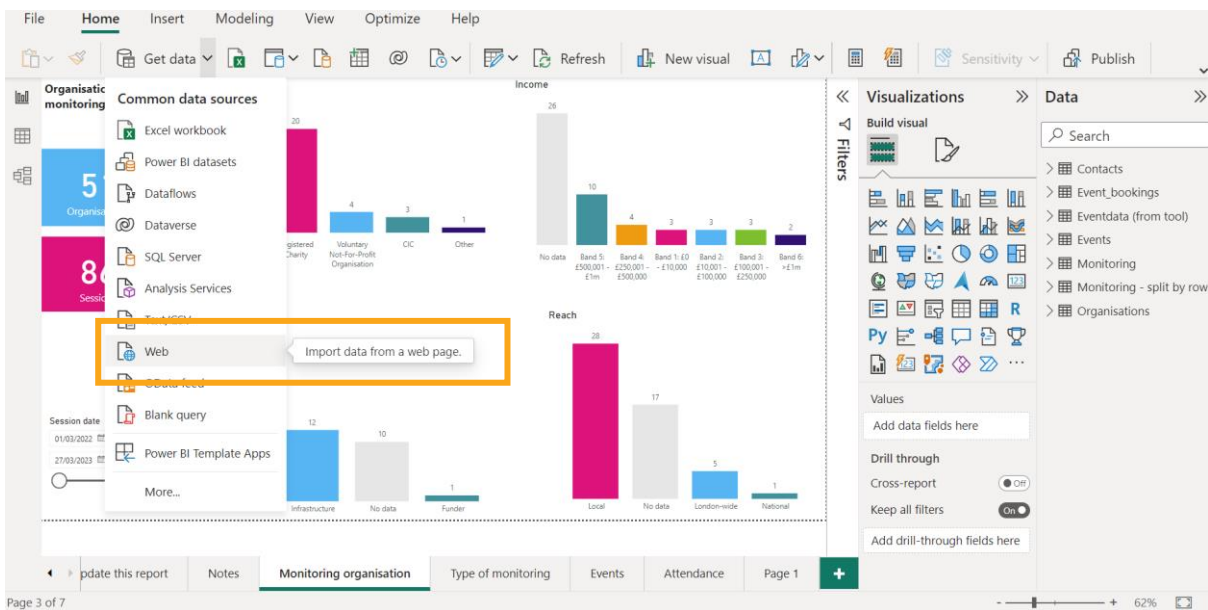 File Home Insert Modeling View Optimize Help
Get data Refresh New visual Sensitivity Publish
Common data sources
Excel workbook
Power BI datasets
Dataflows
Dataverse
SQL Server
Analysis Services
Text/CSV
Web
Import data from a web page.
OData feed
Blank query
Power BI Template Apps
More...
monitoring
Session date
01/03/2022
27/03/2023
20
4
3
1
Charity
Voluntary
Not-For-Profit
Organisation
CIC
Other
12
10
1
Infrastructure
No data
Funder
Income
26
10
4
3
3
3
2
No data
Band 5:
£500,001 -
£1m
Band 4:
£250,001 -
£500,000
Band 1: £0
- £10,000
Band 2:
£10,001 -
£100,000
Band 3:
£100,001 -
£250,000
Band 6:
>£1m
Reach
28
17
5
1
Local
No data
London-wide
National
Filters
Visualizations
Build visual
123
R
Py
Values
Add data fields here
Drill through
Cross-report
Off
Keep all filters
On
Add drill-through fields here
Data
Search
Contacts
Event_bookings
Eventdata (from tool)
Events
Monitoring
Monitoring - split by row
Organisations
pdate this report Notes Monitoring organisation Type of monitoring Events Attendance Page 1 +
Page 3 of 7
- + 62%